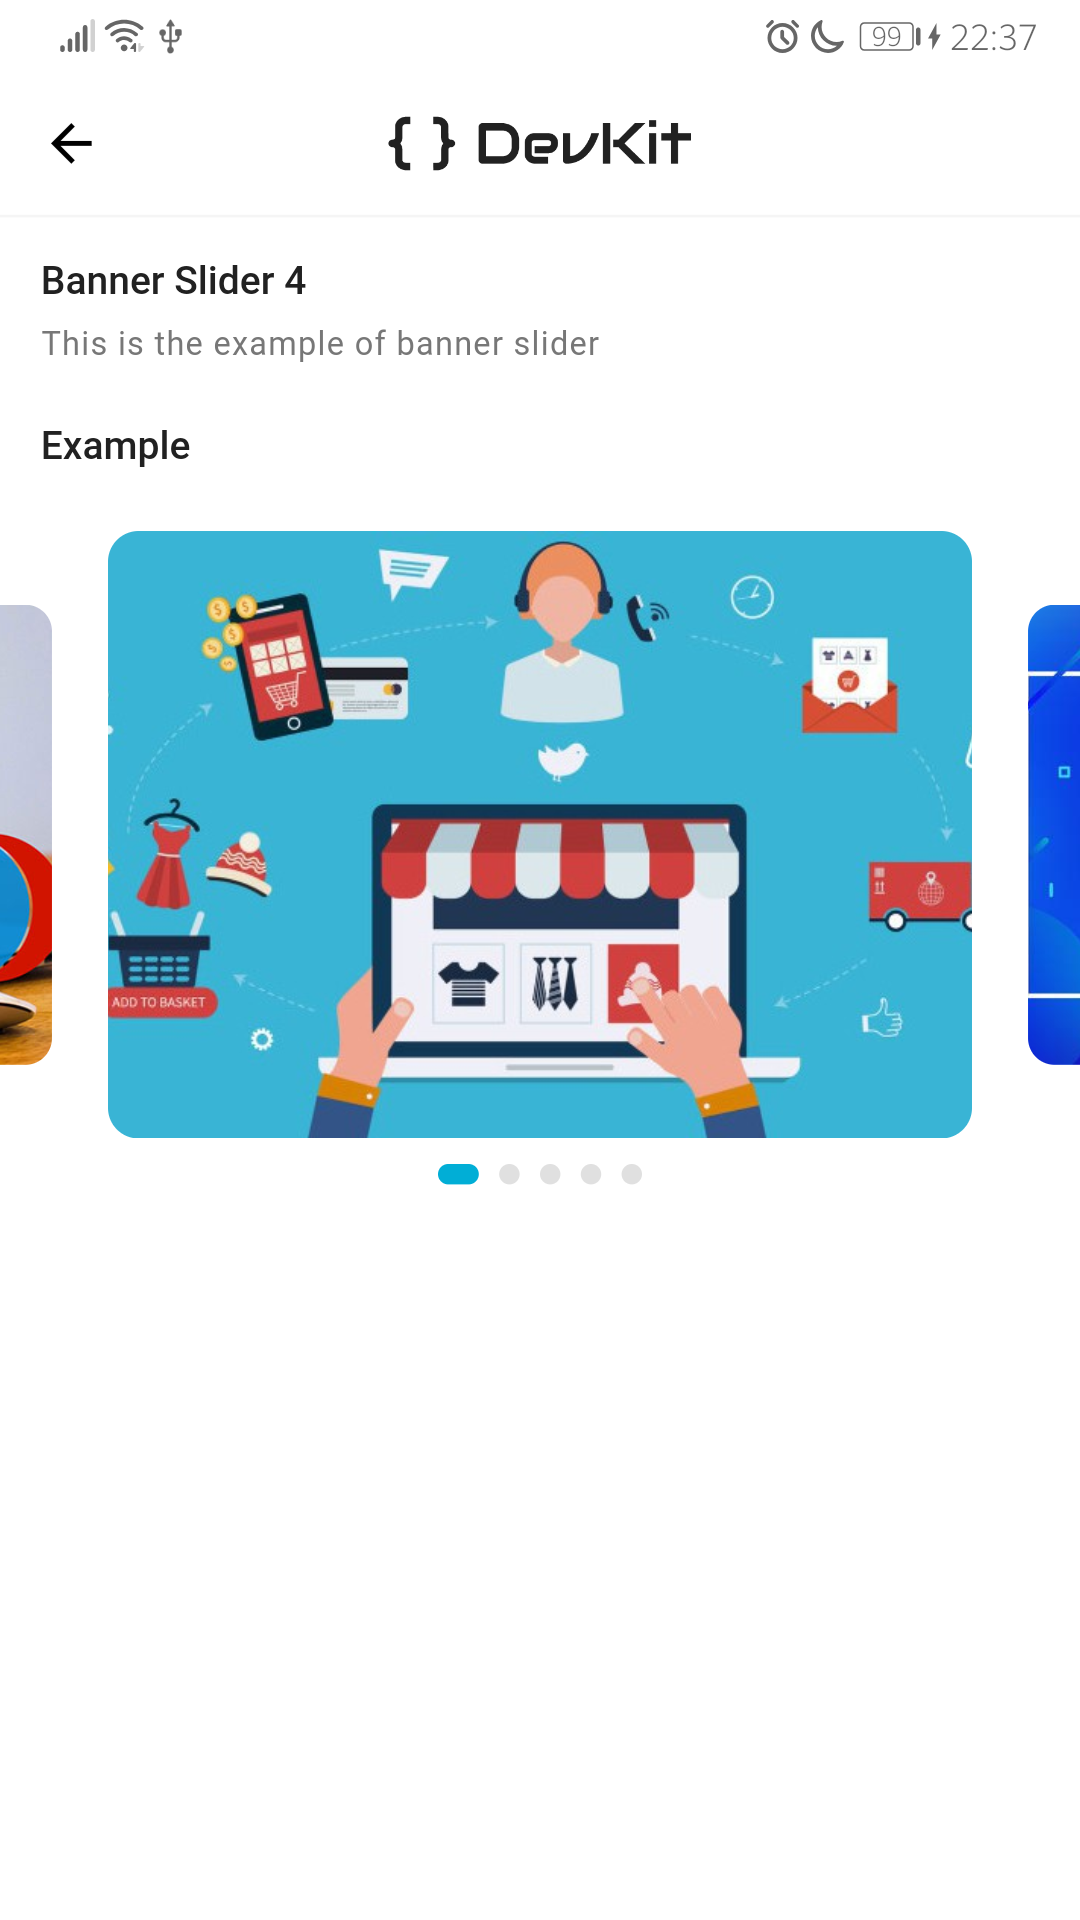 99 22:37
{ } DevKit
Banner Slider 4
This is the example of banner slider
Example
ADD TO BASKET